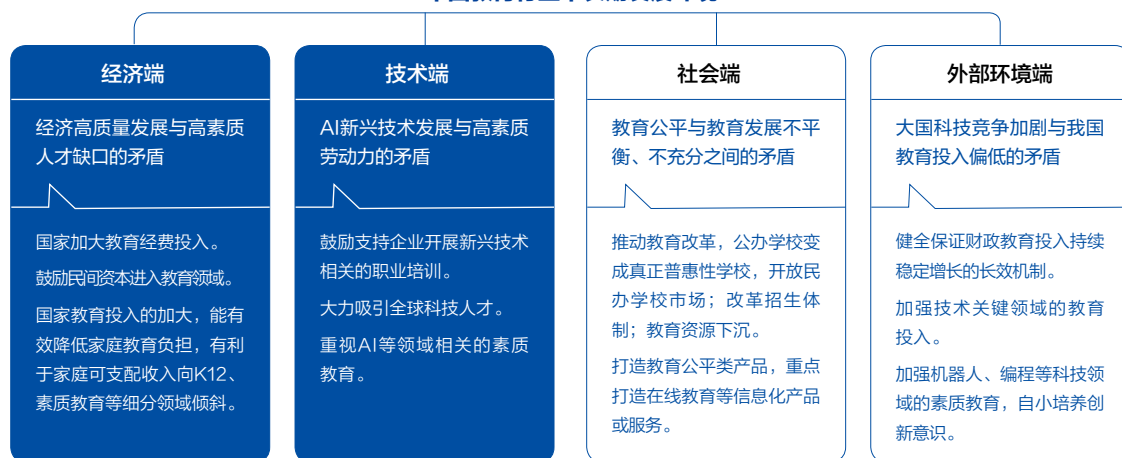 经济端
经济高质量发展与高素质
人才缺口的矛盾
国家加大教育经费投入。
鼓励民间资本进入教育领域。
国家教育投入的加大，能有
效降低家庭教育负担，有利
于家庭可支配收入向K12、
素质教育等细分领域倾斜。
技术端
AI新兴技术发展与高素质
劳动力的矛盾
鼓励支持企业开展新兴技术
相关的职业培训。
大力吸引全球科技人才。
重视AI等领域相关的素质
教育。
社会端
教育公平与教育发展不平
衡、不充分之间的矛盾
推动教育改革，公办学校变
成真正普惠性学校，开放民
办学校市场；改革招生体
制；教育资源下沉。
打造教育公平类产品，重点
打造在线教育等信息化产品
或服务。
外部环境端
大国科技竞争加剧与我国
教育投入偏低的矛盾
健全保证财政教育投入持续
稳定增长的长效机制。
加强技术关键领域的教育
投入。
加强机器人、编程等科技领
域的素质教育，自小培养创
新意识。